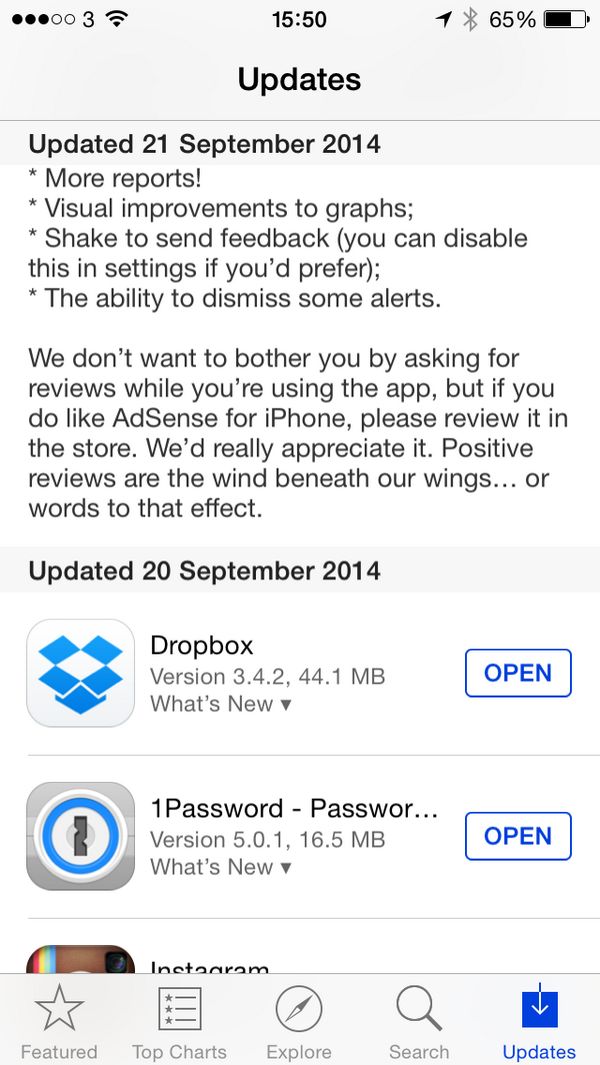 3 15:50 65%
Updates
Updated 21 September 2014
* More reports!
* Visual improvements to graphs;
* Shake to send feedback (you can disable
this in settings if you’d prefer);
* The ability to dismiss some alerts.
We don’t want to bother you by asking for
reviews while you’re using the app, but if you
do like AdSense for iPhone, please review it in
the store. We’d really appreciate it. Positive
reviews are the wind beneath our wings… or
words to that effect.
Updated 20 September 2014
Dropbox
Version 3.4.2, 44.1 MB
What’s New ▾
OPEN
1Password - Passwor…
Version 5.0.1, 16.5 MB
What’s New ▾
OPEN
Instagram
Featured
Top Charts
Explore
Search
Updates